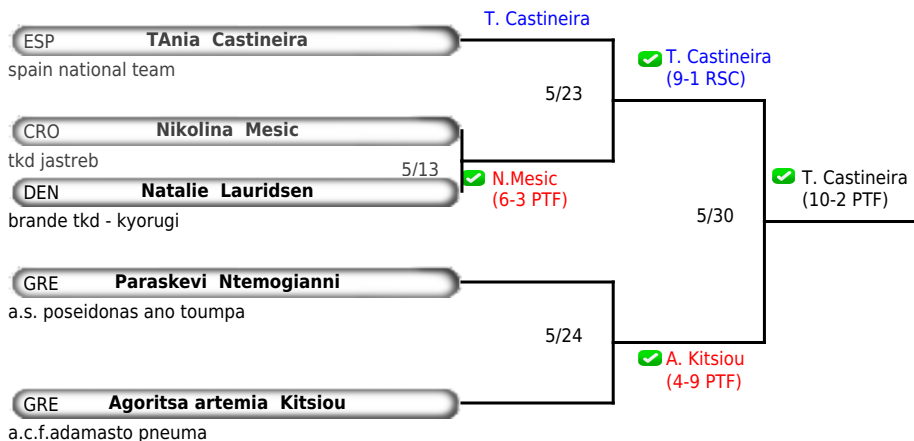 T. Castineira
ESP TAnia Castineira
spain national team
T. Castineira
(9-1 RSC)
5/23
CRO Nikolina Mesic
tkd jastreb
5/13
N.Mesic
(6-3 PTF)
DEN Natalie Lauridsen
brande tkd - kyorugi
T. Castineira
(10-2 PTF)
5/30
GRE Paraskevi Ntemogianni
a.s. poseidonas ano toumpa
5/24
A. Kitsiou
(4-9 PTF)
GRE Agoritsa artemia Kitsiou
a.c.f.adamasto pneuma